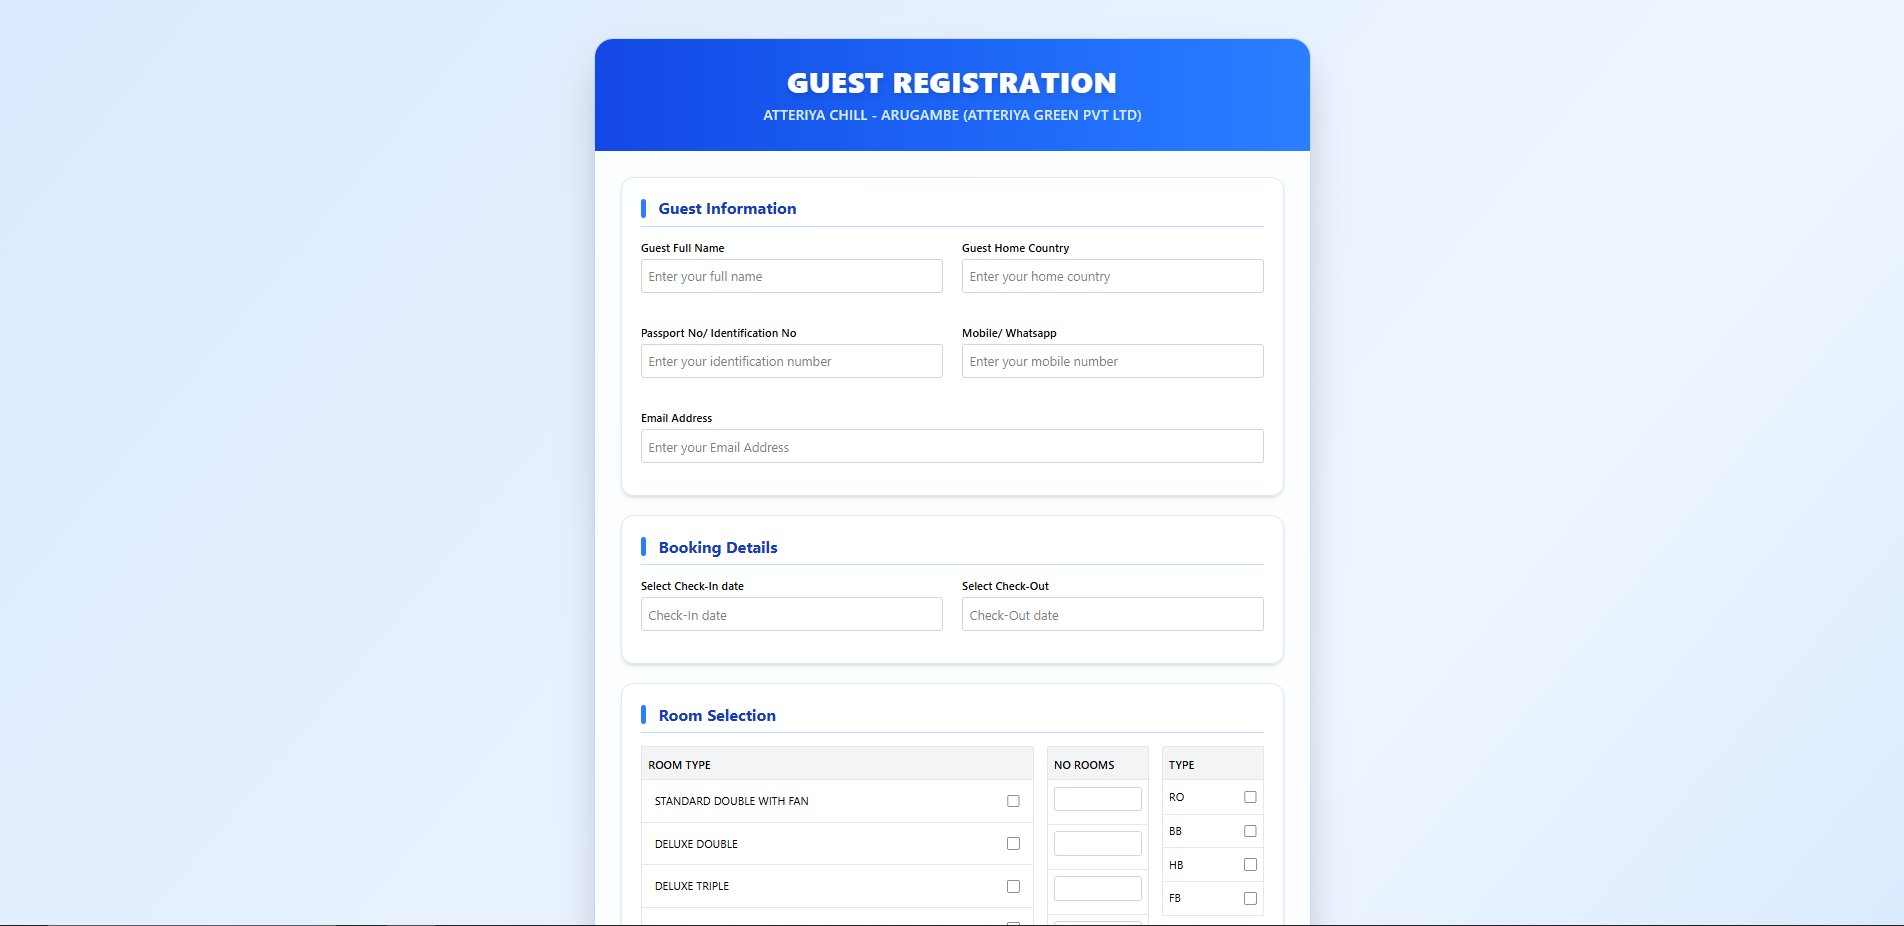 GUEST REGISTRATION
ATTERIYA CHILL - ARUGAMBE (ATTERIYA GREEN PVT LTD)
Guest Information
Guest Full Name
Enter your full name
Guest Home Country
Enter your home country
Passport No/ Identification No
Enter your identification number
Mobile/ Whatsapp
Enter your mobile number
Email Address
Enter your Email Address
Booking Details
Select Check-In date
Check-In date
Select Check-Out
Check-Out date
Room Selection
ROOM TYPE
STANDARD DOUBLE WITH FAN
DELUXE DOUBLE
DELUXE TRIPLE
NO ROOMS
TYPE
RO
BB
HB
FB